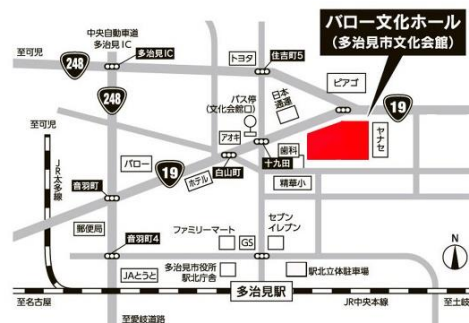 バロー文化ホール
(多治見市文化会館)
中央自動車道
多治見IC
至可児
248
多治見IC
トヨタ
住吉町5
ピアゴ
19
248
バス停
(文化会館口)
日本通運
ヤナセ
至可児
JR太多線
アオキ
バロー
歯科
十九田
白山町
19
ホテル
精華小
音羽町
郵便局
ファミリーマート
セブン
イレブン
音羽町4
GS
JAとうと
多治見市役所
駅北庁舎
駅北立体駐車場
N
多治見駅
至名古屋
JR中央本線
至土岐
至愛岐道路